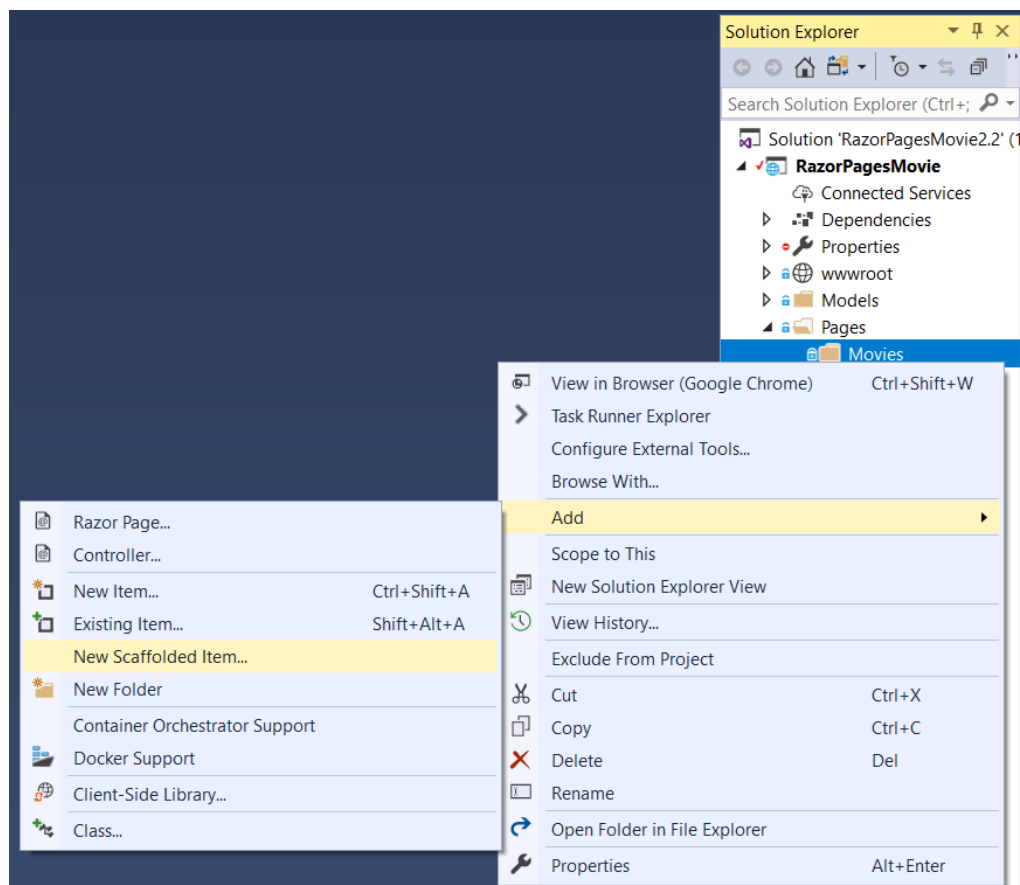 Solution Explorer
Search Solution Explorer (Ctrl+;
Solution 'RazorPagesMovie2.2' (1
RazorPagesMovie
Connected Services
Dependencies
Properties
wwwroot
Models
Pages
Movies
View in Browser (Google Chrome) Ctrl+Shift+W
Task Runner Explorer
Configure External Tools...
Browse With...
Add
Scope to This
New Solution Explorer View
View History...
Exclude From Project
Cut Ctrl+X
Copy Ctrl+C
Delete Del
Rename
Open Folder in File Explorer
Properties Alt+Enter
Razor Page...
Controller...
New Item... Ctrl+Shift+A
Existing Item... Shift+Alt+A
New Scaffolded Item...
New Folder
Container Orchestrator Support
Docker Support
Client-Side Library...
Class...